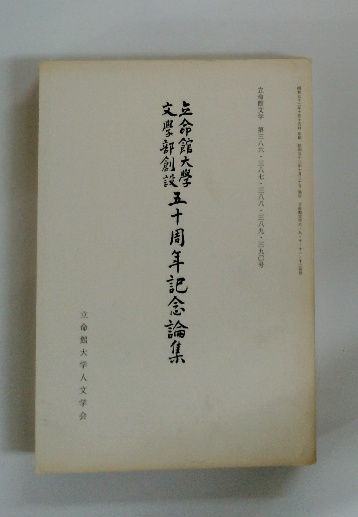 立命館文学　第三八六・三八七・三八八・三八九・三九〇号
立命館大學
文學部創設
五十周年記念論集
立命館大学人文学会